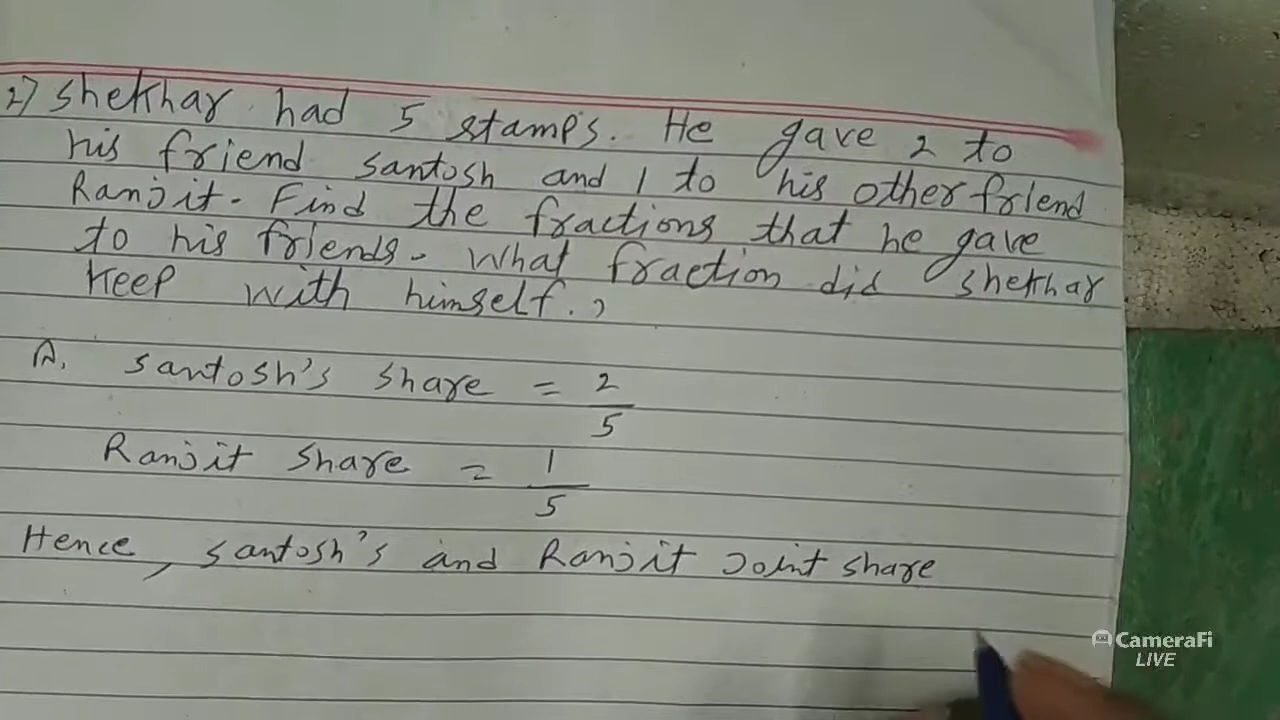 2) Shekhar had 5 stamps. He gave 2 to
his friend santosh and 1 to his other friend
Ranjit. Find the fractions that he gave
to his friends. What fraction did shekhar
keep with himself.?
A. santosh's share = 2/5
Ranjit share = 1/5
Hence, santosh's and Ranjit Joint share
CameraFi
LIVE